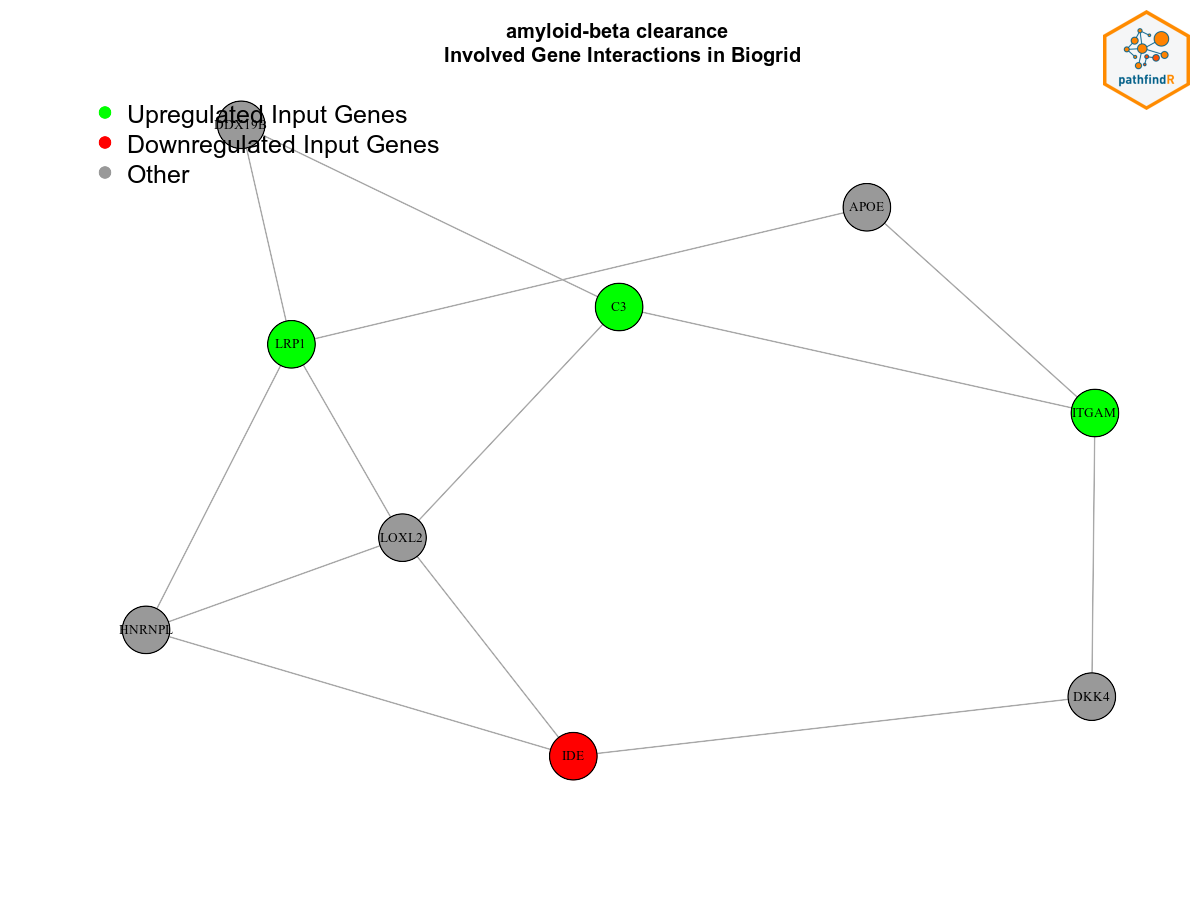 amyloid-beta clearance
Involved Gene Interactions in Biogrid
pathfindR
Upregulated Input Genes
DDX19B
Downregulated Input Genes
Other
APOE
C3
LRP1
ITGAM
LOXL2
HNRNPL
DKK4
IDE